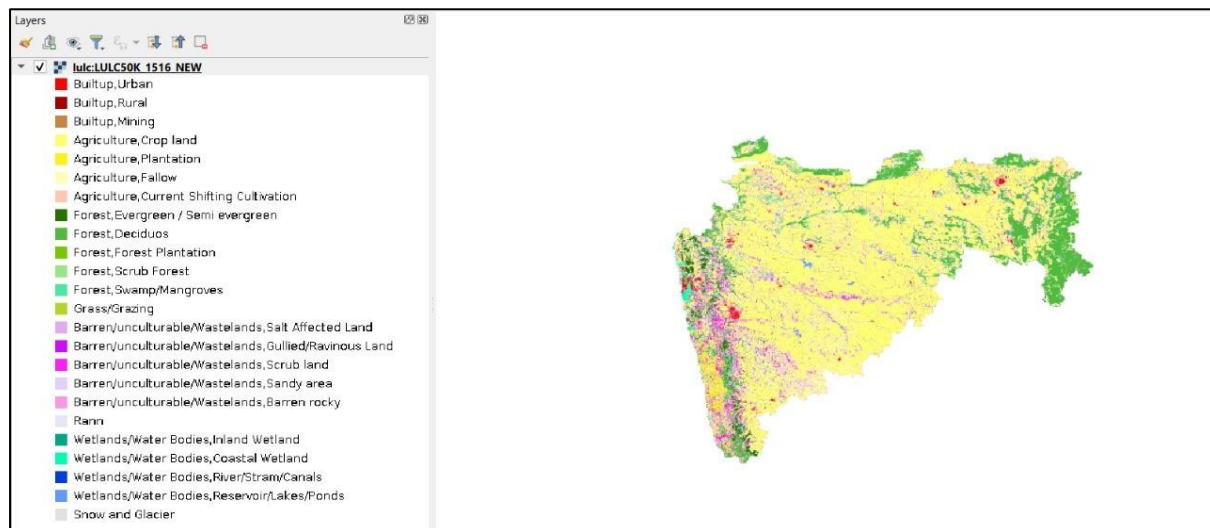 Layers
lulc:LULC50K_1516_NEW
Builtup,Urban
Builtup,Rural
Builtup,Mining
Agriculture,Crop land
Agriculture,Plantation
Agriculture,Fallow
Agriculture,Current Shifting Cultivation
Forest,Evergreen / Semi evergreen
Forest,Deciduos
Forest,Forest Plantation
Forest,Scrub Forest
Forest,Swamp/Mangroves
Grass/Grazing
Barren/unculturable/Wastelands,Salt Affected Land
Barren/unculturable/Wastelands,Gullied/Ravinous Land
Barren/unculturable/Wastelands,Scrub land
Barren/unculturable/Wastelands,Sandy area
Barren/unculturable/Wastelands,Barren rocky
Rann
Wetlands/Water Bodies,Inland Wetland
Wetlands/Water Bodies,Coastal Wetland
Wetlands/Water Bodies,River/Stram/Canals
Wetlands/Water Bodies,Reservoir/Lakes/Ponds
Snow and Glacier